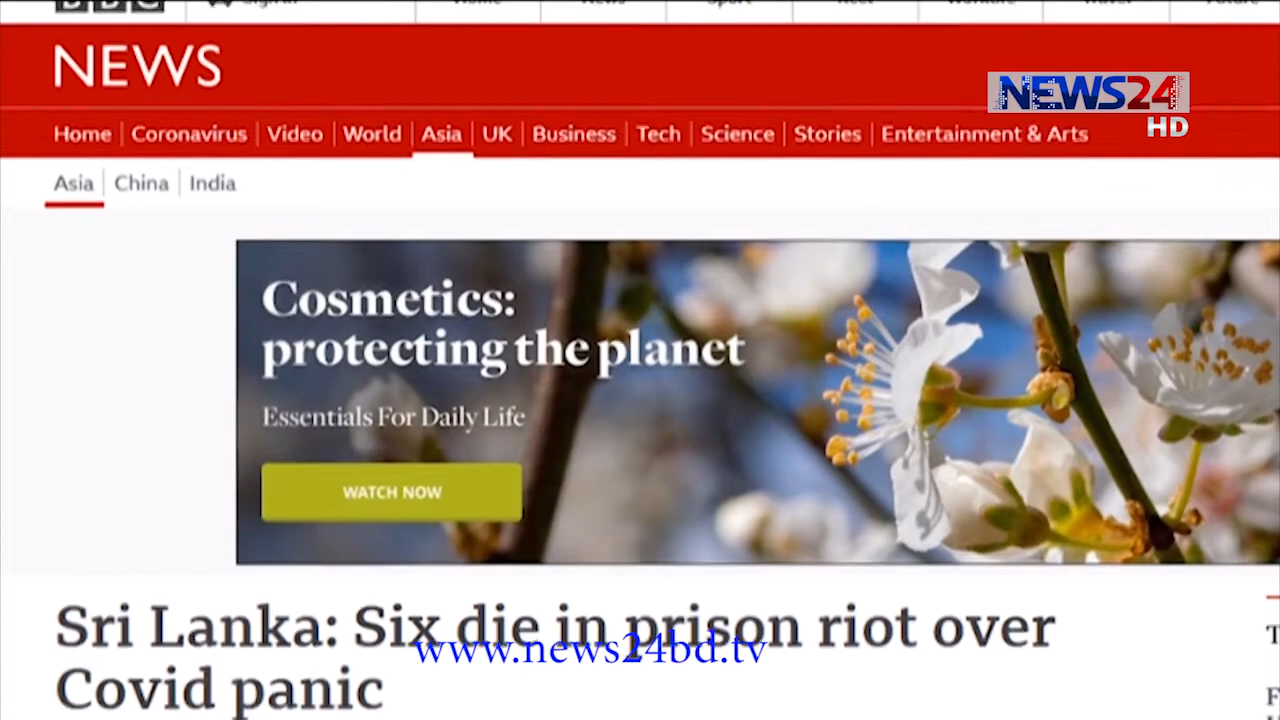 BBC
NEWS
NEWS24
HD
Home Coronavirus Video World Asia UK Business Tech Science Stories Entertainment & Arts
Asia China India
Cosmetics:
protecting the planet
Essentials For Daily Life
WATCH NOW
Sri Lanka: Six die in prison riot over
www.news24bd.tv
Covid panic